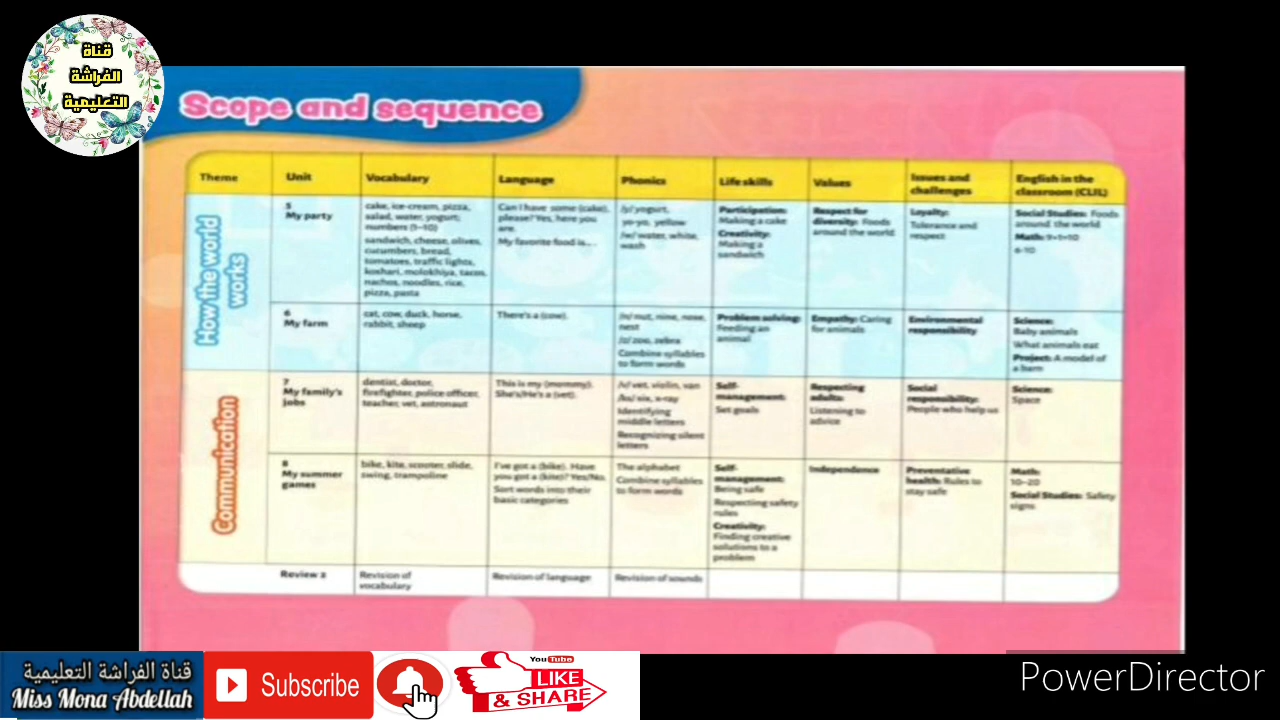 قناة
الفراشة
التعليمية
Scope and sequence
Theme
Unit
Vocabulary
Language
Phonics
Life skills
Values
Issues and
challenges
English in the
classroom (CLIL)
How the world
works
5
My party
cake, ice-cream, pizza,
salad, water, yogurt;
numbers (1–10)
sandwich, cheese, olives,
cucumbers, bread,
tomatoes, traffic lights,
koshari, molokhiya, tacos,
nachos, noodles, rice,
pizza, pasta
Can I have some (cake),
please? Yes, here you
are.
My favorite food is....
/y/ yogurt,
yo-yo, yellow
/w/ water, white,
wash
Participation:
Making a cake
Creativity:
Making a
sandwich
Respect for
diversity: Foods
around the world
Loyalty:
Tolerance and
respect
Social Studies: Foods
around the world
Math: 9+1=10
6-10
6
My farm
cat, cow, duck, horse,
rabbit, sheep
There's a (cow).
/n/ nut, nine, nose,
nest
/z/ zoo, zebra
Combine syllables
to form words
Problem solving:
Feeding an
animal
Empathy: Caring
for animals
Environmental
responsibility
Science:
Baby animals
What animals eat
Project: A model of
a barn
Communication
7
My family's
jobs
dentist, doctor,
firefighter, police officer,
teacher, vet, astronaut
This is my (mommy).
She's/He's a (vet).
/v/ vet, violin, van
/ks/ six, x-ray
Identifying
middle letters
Recognizing silent
letters
Self-
management:
Set goals
Respecting
adults:
Listening to
advice
Social
responsibility:
People who help us
Science:
Space
8
My summer
games
bike, kite, scooter, slide,
swing, trampoline
I've got a (bike). Have
you got a (kite)? Yes/No.
Sort words into their
basic categories
The alphabet
Combine syllables
to form words
Self-
management:
Being safe
Respecting safety
rules
Creativity:
Finding creative
solutions to a
problem
Independence
Preventative
health: Rules to
stay safe
Math:
10–20
Social Studies: Safety
signs
Review 2
Revision of
vocabulary
Revision of language
Revision of sounds
قناة الفراشة التعليمية
Miss Mona Abdellah
Subscribe
YouTube
LIKE
& SHARE
PowerDirector